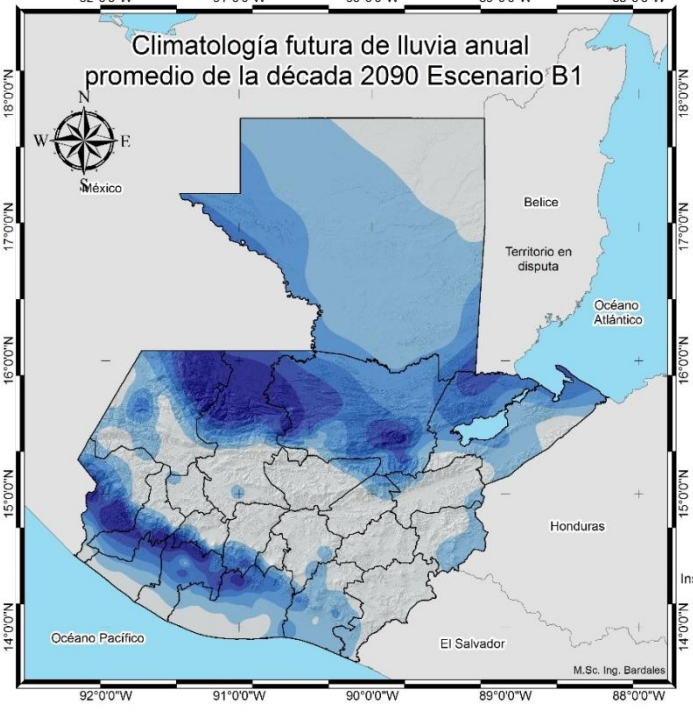 Climatología futura de lluvia anual
promedio de la década 2090 Escenario B1
N
W E
S
México
Belice
Territorio en
disputa
Océano
Atlántico
Honduras
El Salvador
Océano Pacífico
M.Sc. Ing. Bardales
18°0'0"N
17°0'0"N
16°0'0"N
15°0'0"N
14°0'0"N
18°0'0"N
17°0'0"N
16°0'0"N
15°0'0"N
14°0'0"N
92°0'0"W 91°0'0"W 90°0'0"W 89°0'0"W 88°0'0"W